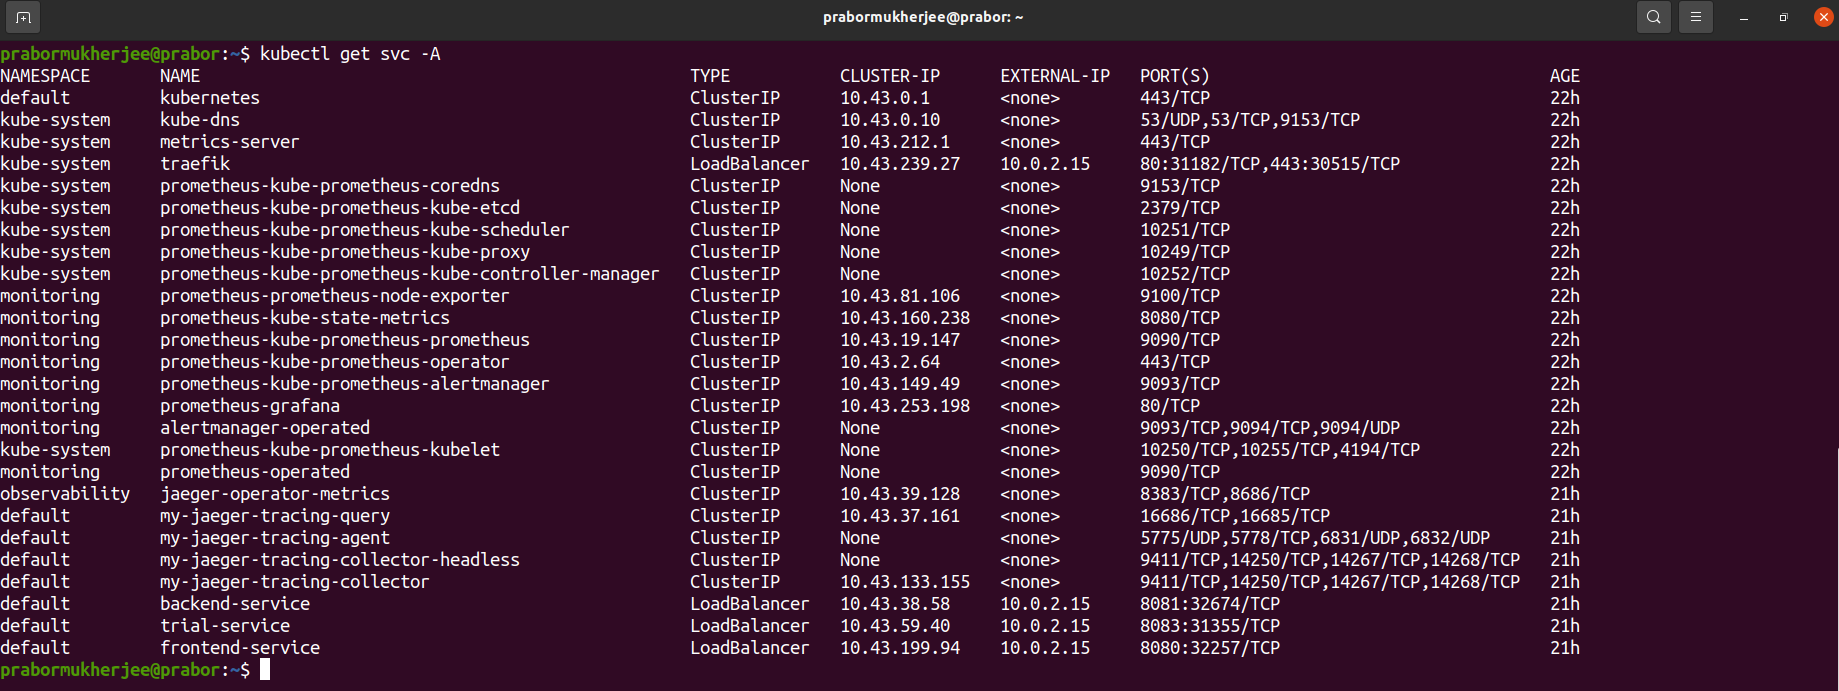 prabormukherjee@prabor: ~
prabormukherjee@prabor:~$ kubectl get svc -A
NAMESPACE NAME TYPE CLUSTER-IP EXTERNAL-IP PORT(S) AGE
default kubernetes ClusterIP 10.43.0.1 <none> 443/TCP 22h
kube-system kube-dns ClusterIP 10.43.0.10 <none> 53/UDP,53/TCP,9153/TCP 22h
kube-system metrics-server ClusterIP 10.43.212.1 <none> 443/TCP 22h
kube-system traefik LoadBalancer 10.43.239.27 10.0.2.15 80:31182/TCP,443:30515/TCP 22h
kube-system prometheus-kube-prometheus-coredns ClusterIP None <none> 9153/TCP 22h
kube-system prometheus-kube-prometheus-kube-etcd ClusterIP None <none> 2379/TCP 22h
kube-system prometheus-kube-prometheus-kube-scheduler ClusterIP None <none> 10251/TCP 22h
kube-system prometheus-kube-prometheus-kube-proxy ClusterIP None <none> 10249/TCP 22h
kube-system prometheus-kube-prometheus-kube-controller-manager ClusterIP None <none> 10252/TCP 22h
monitoring prometheus-prometheus-node-exporter ClusterIP 10.43.81.106 <none> 9100/TCP 22h
monitoring prometheus-kube-state-metrics ClusterIP 10.43.160.238 <none> 8080/TCP 22h
monitoring prometheus-kube-prometheus-prometheus ClusterIP 10.43.19.147 <none> 9090/TCP 22h
monitoring prometheus-kube-prometheus-operator ClusterIP 10.43.2.64 <none> 443/TCP 22h
monitoring prometheus-kube-prometheus-alertmanager ClusterIP 10.43.149.49 <none> 9093/TCP 22h
monitoring prometheus-grafana ClusterIP 10.43.253.198 <none> 80/TCP 22h
monitoring alertmanager-operated ClusterIP None <none> 9093/TCP,9094/TCP,9094/UDP 22h
kube-system prometheus-kube-prometheus-kubelet ClusterIP None <none> 10250/TCP,10255/TCP,4194/TCP 22h
monitoring prometheus-operated ClusterIP None <none> 9090/TCP 22h
observability jaeger-operator-metrics ClusterIP 10.43.39.128 <none> 8383/TCP,8686/TCP 21h
default my-jaeger-tracing-query ClusterIP 10.43.37.161 <none> 16686/TCP,16685/TCP 21h
default my-jaeger-tracing-agent ClusterIP None <none> 5775/UDP,5778/TCP,6831/UDP,6832/UDP 21h
default my-jaeger-tracing-collector-headless ClusterIP None <none> 9411/TCP,14250/TCP,14267/TCP,14268/TCP 21h
default my-jaeger-tracing-collector ClusterIP 10.43.133.155 <none> 9411/TCP,14250/TCP,14267/TCP,14268/TCP 21h
default backend-service LoadBalancer 10.43.38.58 10.0.2.15 8081:32674/TCP 21h
default trial-service LoadBalancer 10.43.59.40 10.0.2.15 8083:31355/TCP 21h
default frontend-service LoadBalancer 10.43.199.94 10.0.2.15 8080:32257/TCP 21h
prabormukherjee@prabor:~$